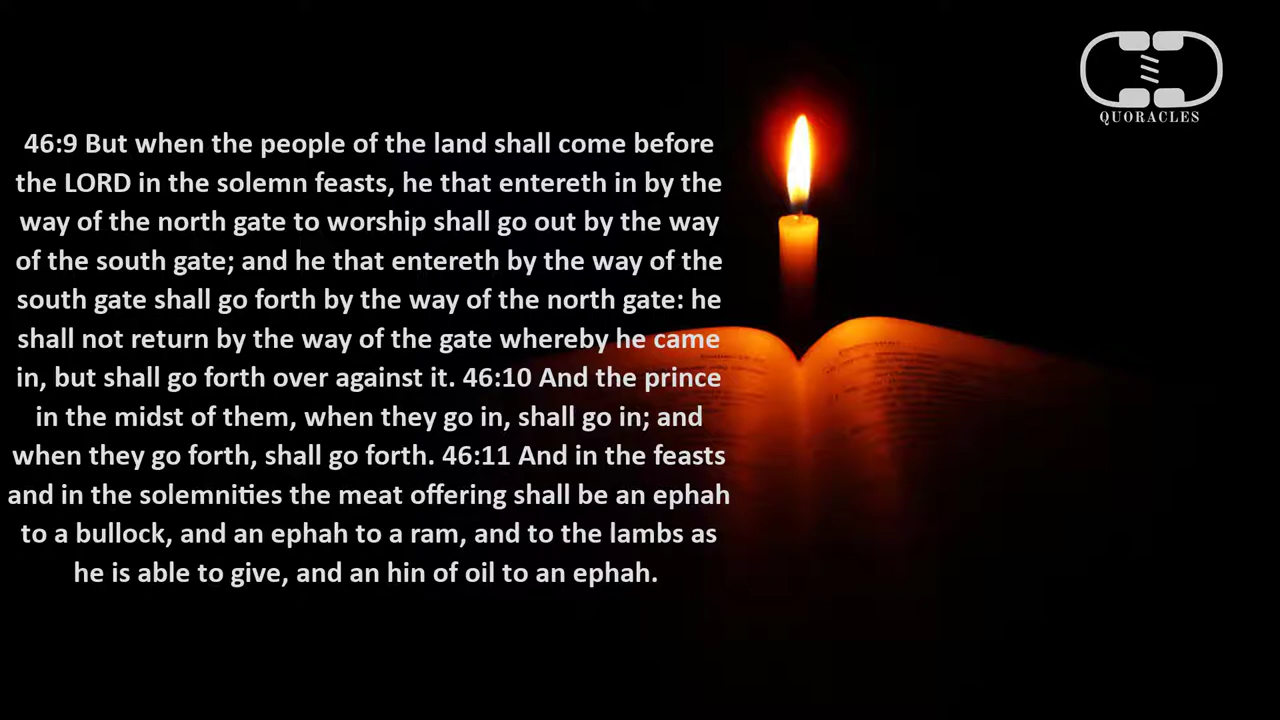 QUORACLES
46:9 But when the people of the land shall come before
the LORD in the solemn feasts, he that entereth in by the
way of the north gate to worship shall go out by the way
of the south gate; and he that entereth by the way of the
south gate shall go forth by the way of the north gate: he
shall not return by the way of the gate whereby he came
in, but shall go forth over against it. 46:10 And the prince
in the midst of them, when they go in, shall go in; and
when they go forth, shall go forth. 46:11 And in the feasts
and in the solemnities the meat offering shall be an ephah
to a bullock, and an ephah to a ram, and to the lambs as
he is able to give, and an hin of oil to an ephah.